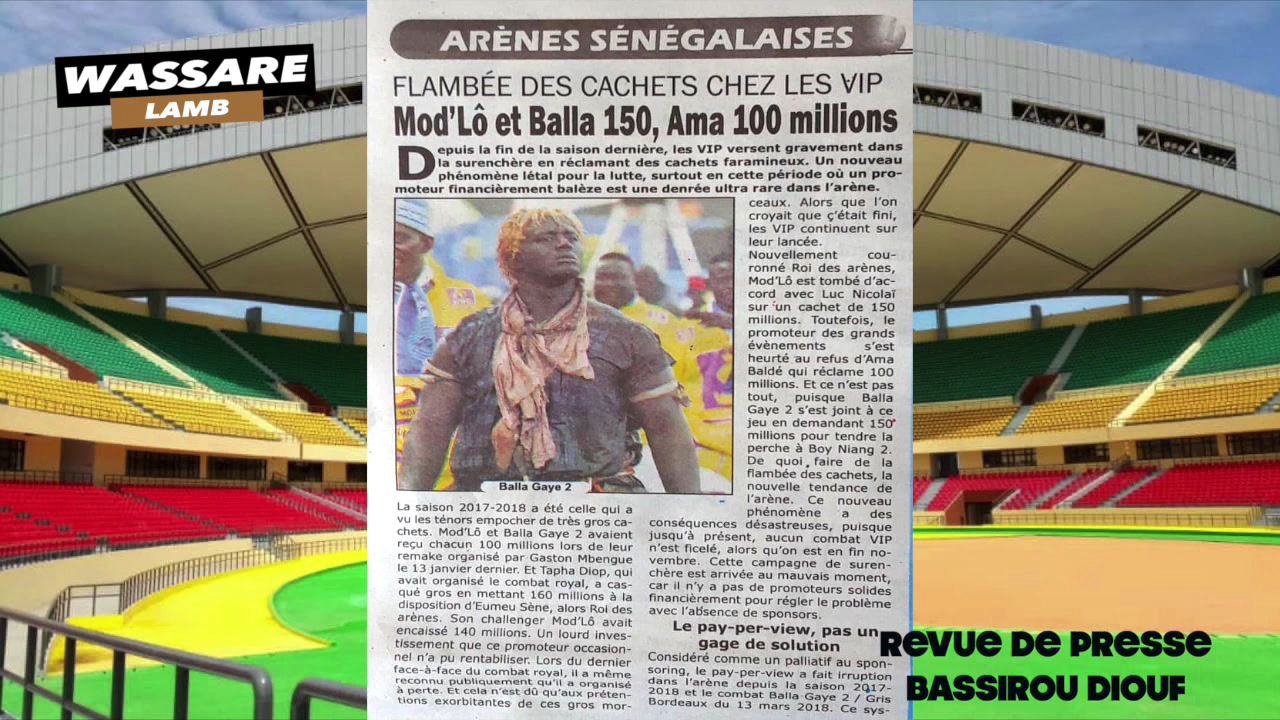 WASSARE
LAMB
ARÈNES SÉNÉGALAISES
FLAMBÉE DES CACHETS CHEZ LES VIP
Mod'Lô et Balla 150, Ama 100 millions
Depuis la fin de la saison dernière, les VIP versent gravement dans
la surenchère en réclamant des cachets faramineux. Un nouveau
phénomène létal pour la lutte, surtout en cette période où un pro-
moteur financièrement balèze est une denrée ultra rare dans l'arène.
Balla Gaye 2
La saison 2017-2018 a été celle qui a
vu les ténors empocher de très gros ca-
chets. Mod'Lô et Balla Gaye 2 avaient
reçu chacun 100 millions lors de leur
remake organisé par Gaston Mbengue
le 13 janvier dernier. Et Tapha Diop, qui
avait organisé le combat royal, a cas-
qué gros en mettant 160 millions à la
disposition d'Eumeu Sène, alors Roi des
arènes. Son challenger Mod'Lô avait
encaissé 140 millions. Un lourd inves-
tissement que ce promoteur occasion-
nel n'a pu rentabiliser. Lors du dernier
face-à-face du combat royal, il a même
reconnu publiquement qu'il a organisé
à perte. Et cela n'est dû qu'aux préten-
tions exorbitantes de ces gros mor-
ceaux. Alors que l'on
croyait que ç'était fini,
les VIP continuent sur
leur lancée.
Nouvellement cou-
ronné Roi des arènes,
Mod'Lô est tombé d'ac-
cord avec Luc Nicolaï
sur un cachet de 150
millions. Toutefois, le
promoteur des grands
évènements s'est
heurté au refus d'Ama
Baldé qui réclame 100
millions. Et ce n'est pas
tout, puisque Balla
Gaye 2 s'est joint à ce
jeu en demandant 150
millions pour tendre la
perche à Boy Niang 2.
De quoi faire de la
flambée des cachets, la
nouvelle tendance de
l'arène. Ce nouveau
phénomène a des
conséquences désastreuses, puisque
jusqu'à présent, aucun combat VIP
n'est ficelé, alors qu'on est en fin no-
vembre. Cette campagne de suren-
chère est arrivée au mauvais moment,
car il n'y a pas de promoteurs solides
financièrement pour régler le problème
avec l'absence de sponsors.
Le pay-per-view, pas un
gage de solution
Considéré comme un palliatif au spon-
soring, le pay-per-view a fait irruption
dans l'arène depuis la saison 2017-
2018 et le combat Balla Gaye 2 / Gris
Bordeaux du 13 mars 2018. Ce sys-
REVUE DE PRESSE
BASSIROU DIOUF